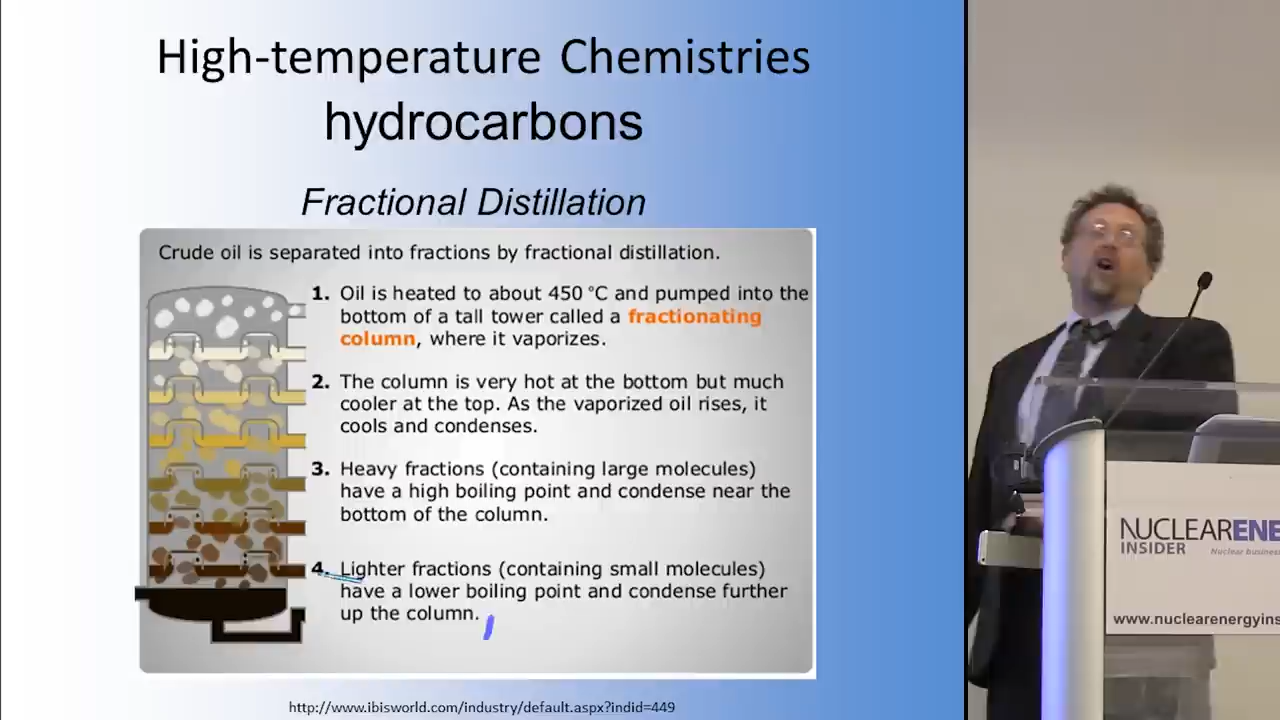 High-temperature Chemistries
hydrocarbons
Fractional Distillation
Crude oil is separated into fractions by fractional distillation.
1. Oil is heated to about 450 °C and pumped into the
bottom of a tall tower called a fractionating
column, where it vaporizes.
2. The column is very hot at the bottom but much
cooler at the top. As the vaporized oil rises, it
cools and condenses.
3. Heavy fractions (containing large molecules)
have a high boiling point and condense near the
bottom of the column.
4. Lighter fractions (containing small molecules)
have a lower boiling point and condense further
up the column.
http://www.ibisworld.com/industry/default.aspx?indid=449
NUCLEARENE
INSIDER Nuclear busines
www.nuclearenergyins